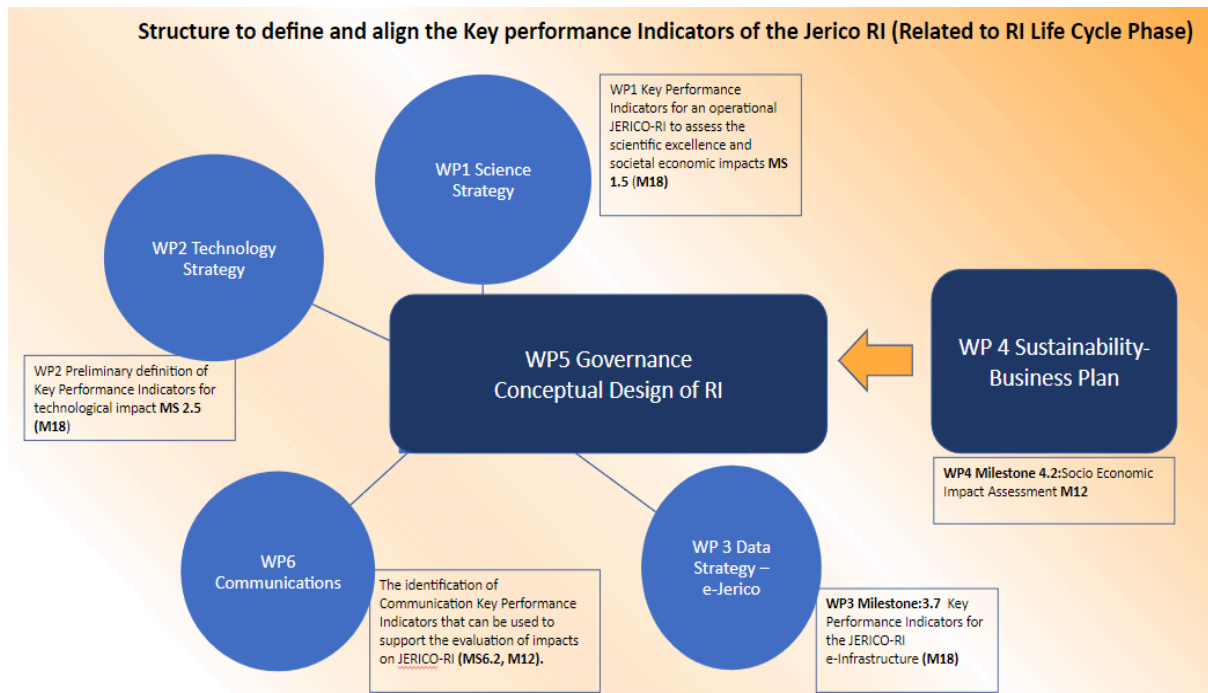 Structure to define and align the Key performance Indicators of the Jerico RI (Related to RI Life Cycle Phase)
WP1 Science
Strategy
WP1 Key Performance
Indicators for an operational
JERICO-RI to assess the
scientific excellence and
societal economic impacts MS
1.5 (M18)
WP2 Technology
Strategy
WP2 Preliminary definition of
Key Performance Indicators for
technological impact MS 2.5
(M18)
WP5 Governance
Conceptual Design of RI
WP 4 Sustainability-
Business Plan
WP4 Milestone 4.2:Socio Economic
Impact Assessment M12
WP6
Communications
The identification of
Communication Key Performance
Indicators that can be used to
support the evaluation of impacts
on JERICO-RI (MS6.2, M12).
WP 3 Data
Strategy –
e-Jerico
WP3 Milestone:3.7 Key
Performance Indicators for
the JERICO-RI
e-Infrastructure (M18)